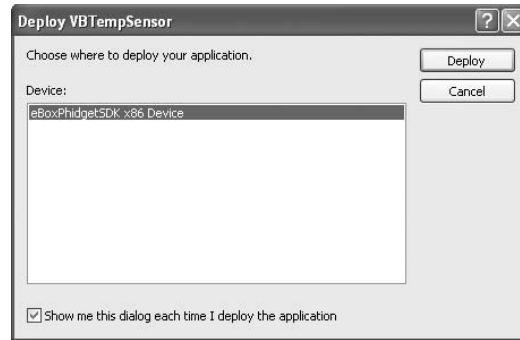 Deploy VBTempSensor
Choose where to deploy your application.
Deploy
Device:
Cancel
eBoxPhidgetSDK x86 Device
Show me this dialog each time I deploy the application